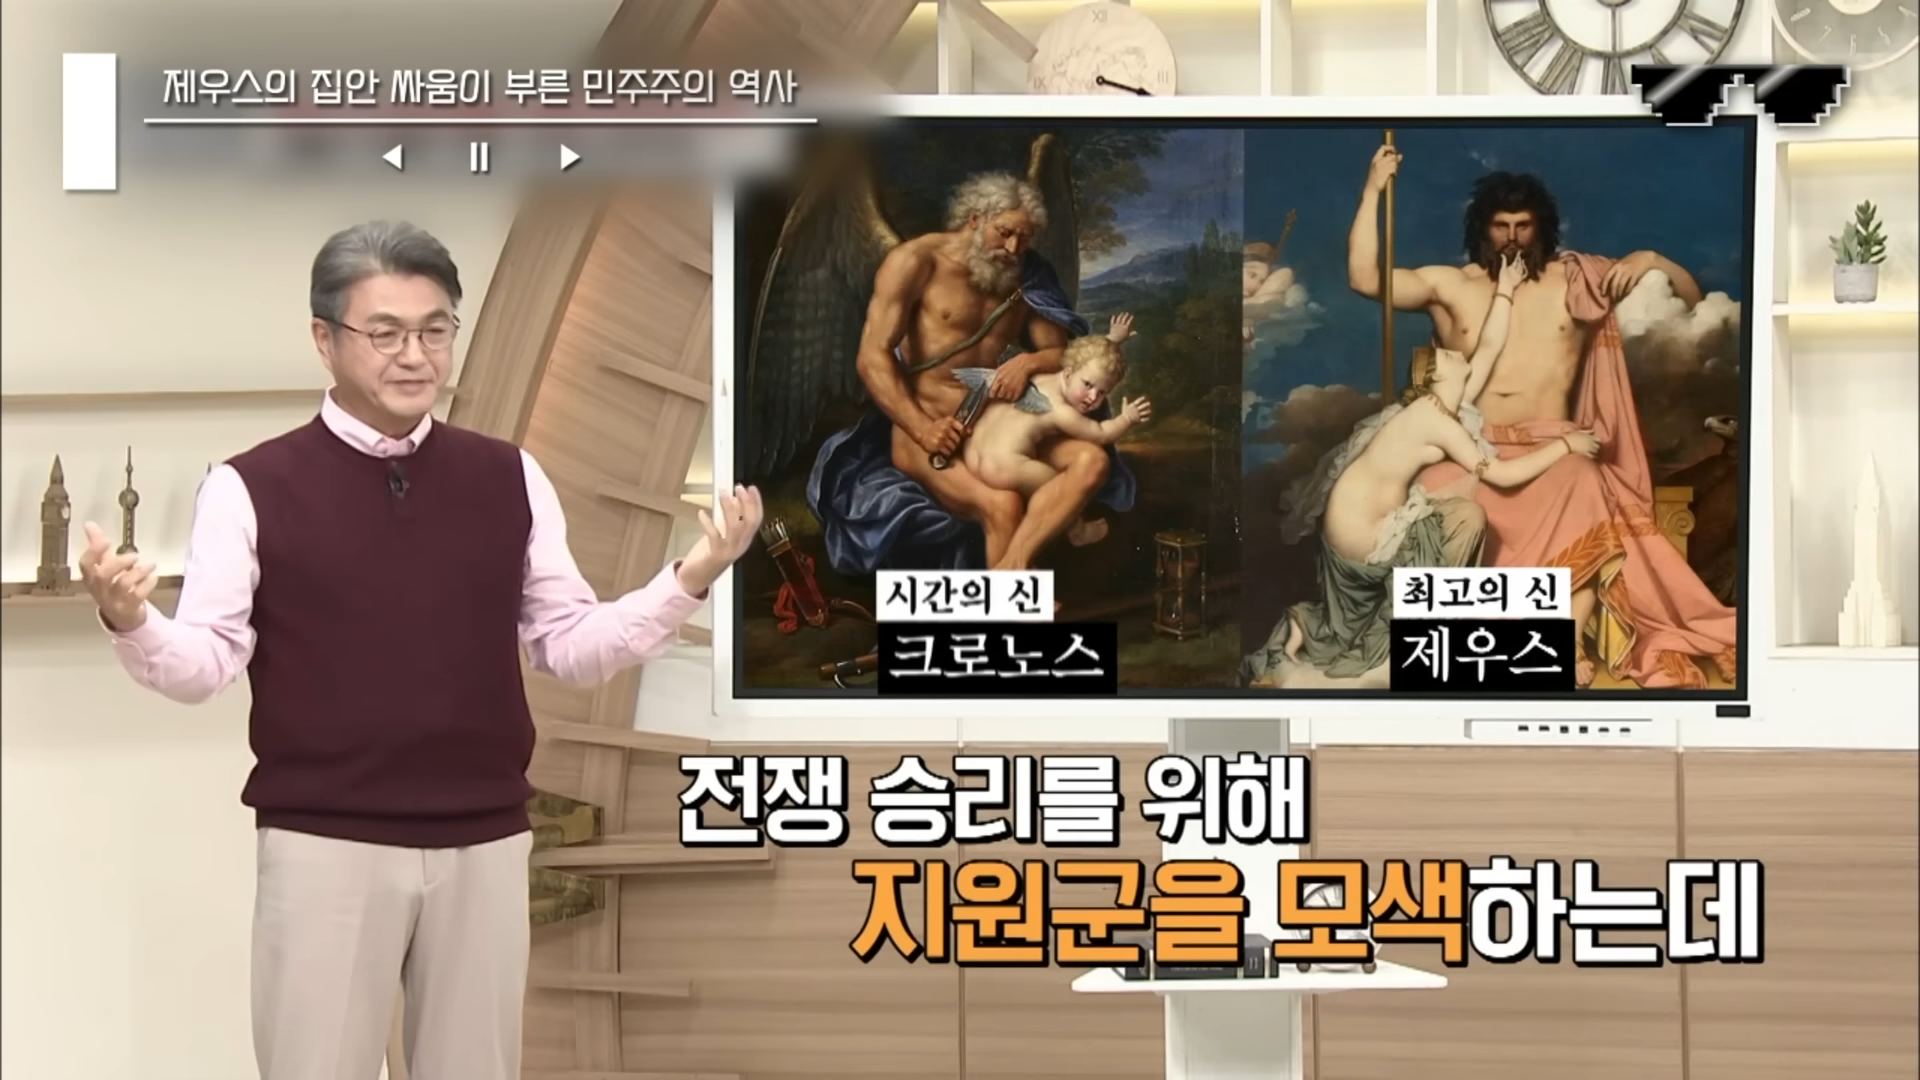 제우스의 집안 싸움이 부른 민주주의 역사
시간의 신
크로노스
최고의 신
제우스
전쟁 승리를 위해
지원군을 모색하는데